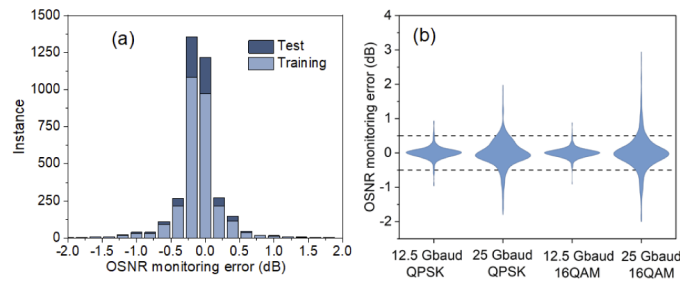 (a)
Test
Training
Instance
1500
1250
1000
750
500
250
0
-2.0 -1.5 -1.0 -0.5 0.0 0.5 1.0 1.5 2.0
OSNR monitoring error (dB)
(b)
OSNR monitoring error (dB)
4
3
2
1
0
-1
-2
12.5 Gbaud 25 Gbaud 12.5 Gbaud 25 Gbaud
QPSK QPSK 16QAM 16QAM